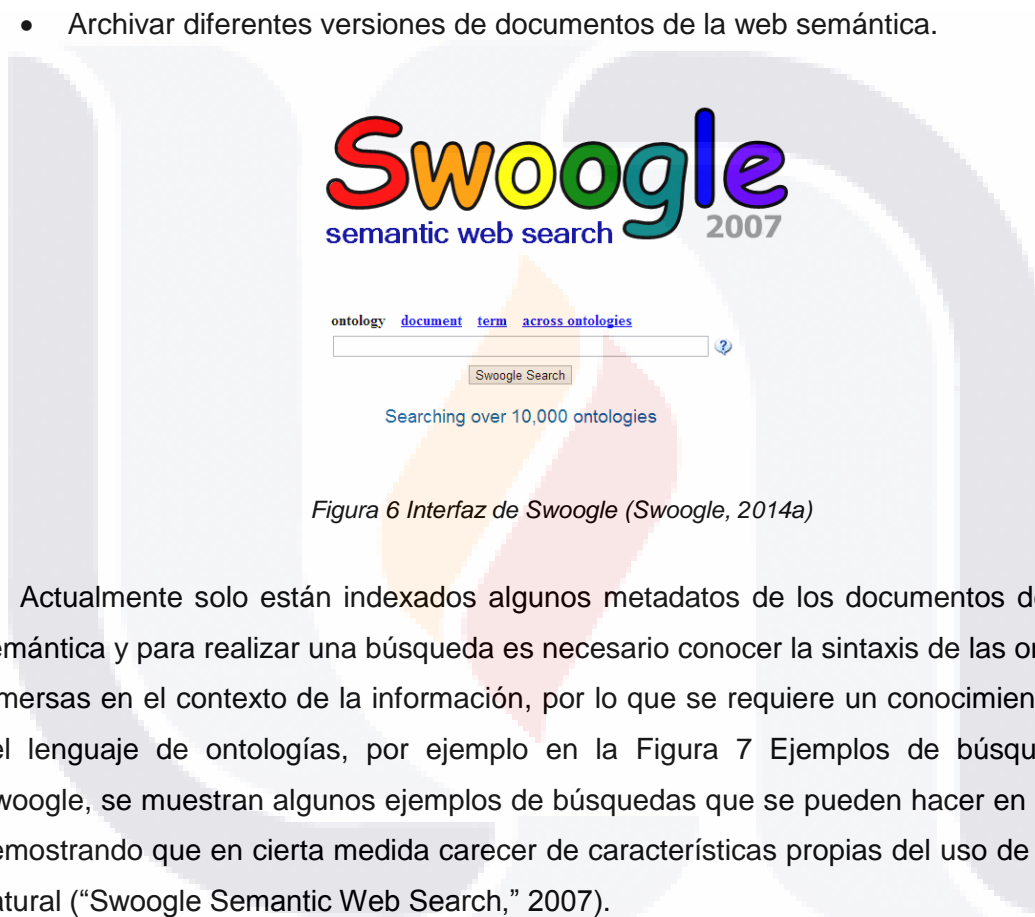 • Archivar diferentes versiones de documentos de la web semántica.
Swoogle
semantic web search 2007
ontology document term across ontologies
?
Swoogle Search
Searching over 10,000 ontologies
Figura 6 Interfaz de Swoogle (Swoogle, 2014a)
Actualmente solo están indexados algunos metadatos de los documentos de
emántica y para realizar una búsqueda es necesario conocer la sintaxis de las on
mersas en el contexto de la información, por lo que se requiere un conocimien
el lenguaje de ontologías, por ejemplo en la Figura 7 Ejemplos de búsqu
woogle, se muestran algunos ejemplos de búsquedas que se pueden hacer en
emostrando que en cierta medida carecer de características propias del uso de
atural (“Swoogle Semantic Web Search,” 2007).